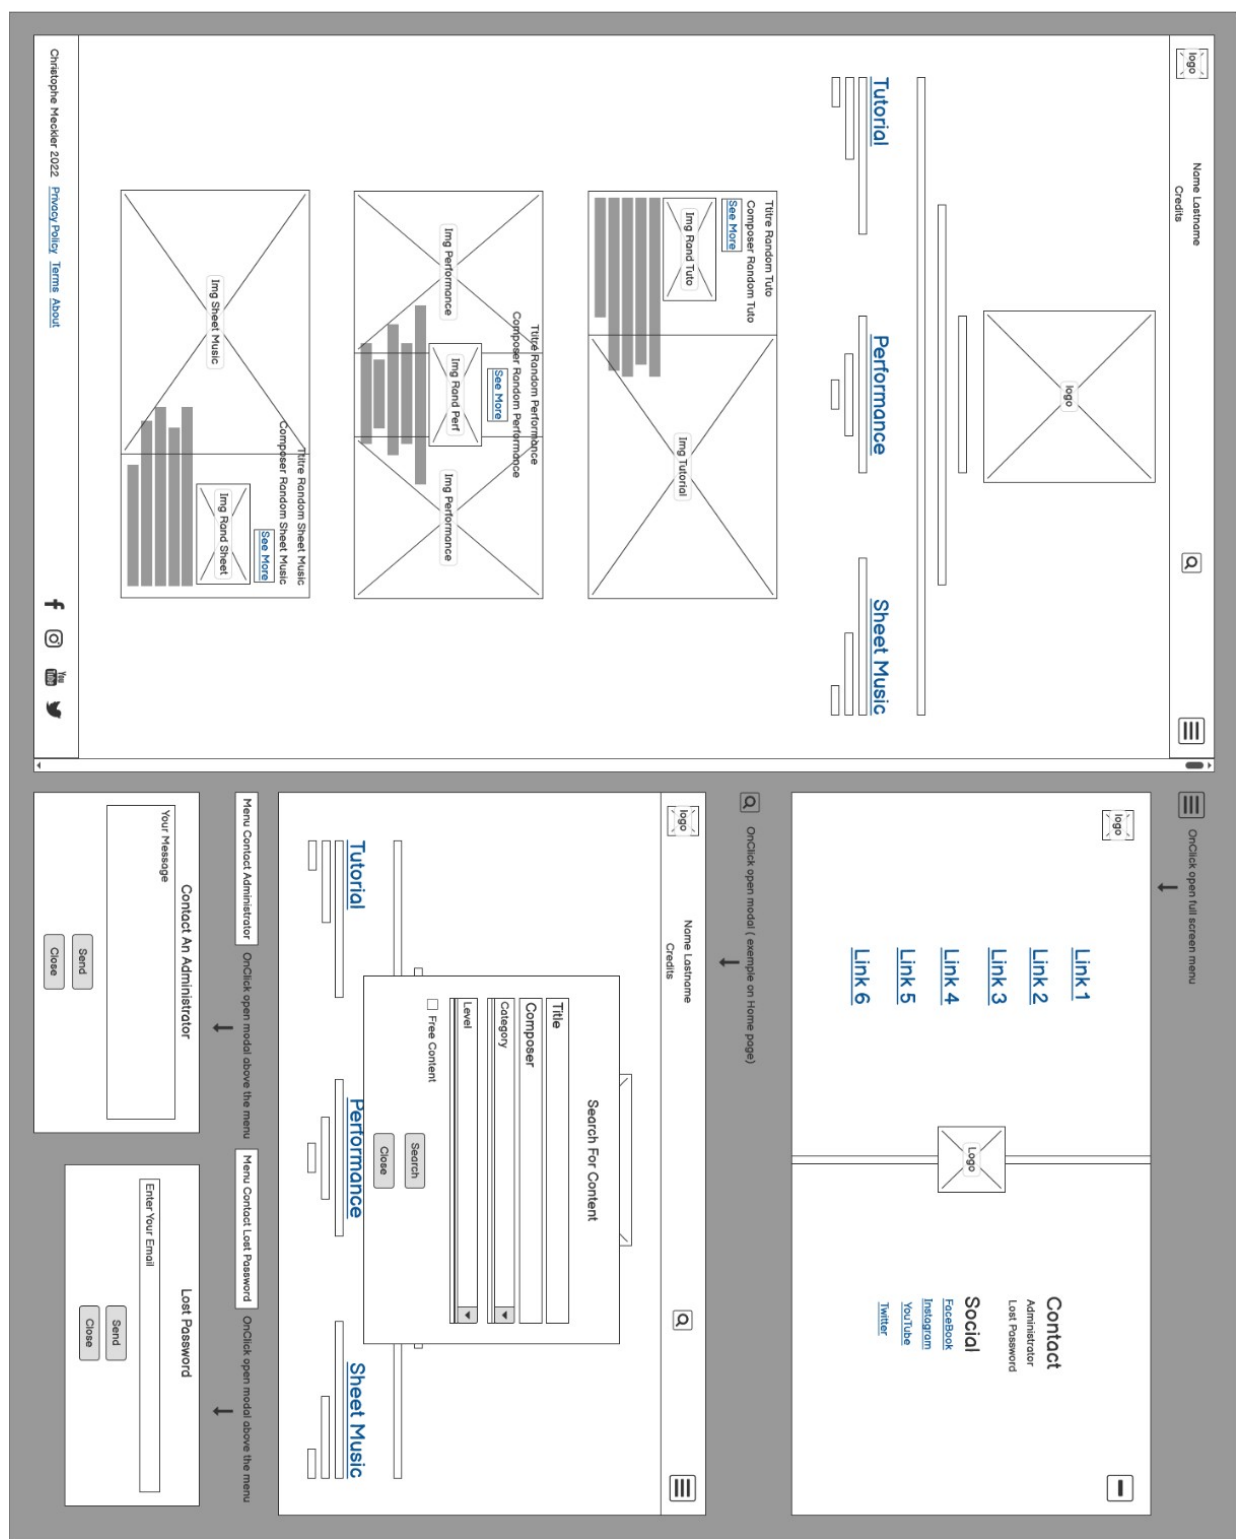 logo
Name Lastname
Credits
logo
Tutorial
Performance
Sheet Music
Ttitre Random Tuto
Composer Random Tuto
See More
Img Rand Tuto
Img Tutorial
Ttitre Random Performance
Composer Random Performance
See More
Img Performance
Img Rand Perf
Img Performance
Ttitre Random Sheet Music
Composer Random Sheet Music
See More
Img Sheet Music
Img Rand Sheet
Christophe Meckler 2022 Privacy Policy Terms About
You
Tube
OnClick open full screen menu
logo
Link 1
Link 2
Link 3
Link 4
Link 5
Link 6
Logo
Contact
Administrator
Lost Password
Social
FaceBook
Instagram
YouTube
Twitter
OnClick open modal ( exemple on Home page)
logo
Name Lastname
Credits
Search For Content
Title
Composer
Category
Level
Free Content
Search
Close
Tutorial
Performance
Sheet Music
Menu Contact Administrator OnClick open modal above the menu
Contact An Administrator
Your Message
Send
Close
Menu Contact Lost Password OnClick open modal above the menu
Lost Password
Enter Your Email
Send
Close